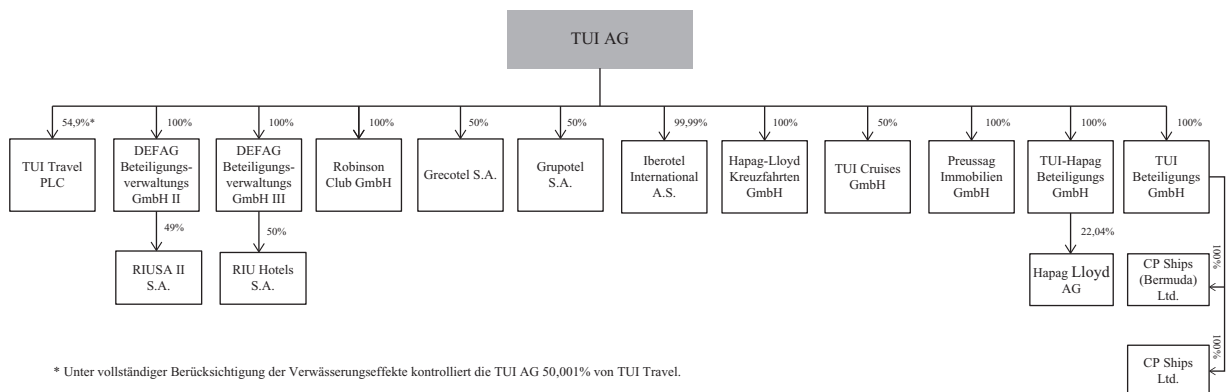 TUI AG
54,9%*
100%
100%
100%
50%
50%
99,99%
100%
50%
100%
100%
100%
TUI Travel
PLC
DEFAG
Beteiligungs-
verwaltungs
GmbH II
DEFAG
Beteiligungs-
verwaltungs
GmbH III
Robinson
Club GmbH
Grecotel S.A.
Grupotel
S.A.
Iberotel
International
A.S.
Hapag-Lloyd
Kreuzfahrten
GmbH
TUI Cruises
GmbH
Preussag
Immobilien
GmbH
TUI-Hapag
Beteiligungs
GmbH
TUI
Beteiligungs
GmbH
49%
50%
22,04%
100%
RIUSA II
S.A.
RIU Hotels
S.A.
Hapag Lloyd
AG
CP Ships
(Bermuda)
Ltd.
100%
CP Ships
Ltd.
* Unter vollständiger Berücksichtigung der Verwässerungseffekte kontrolliert die TUI AG 50,001% von TUI Travel.